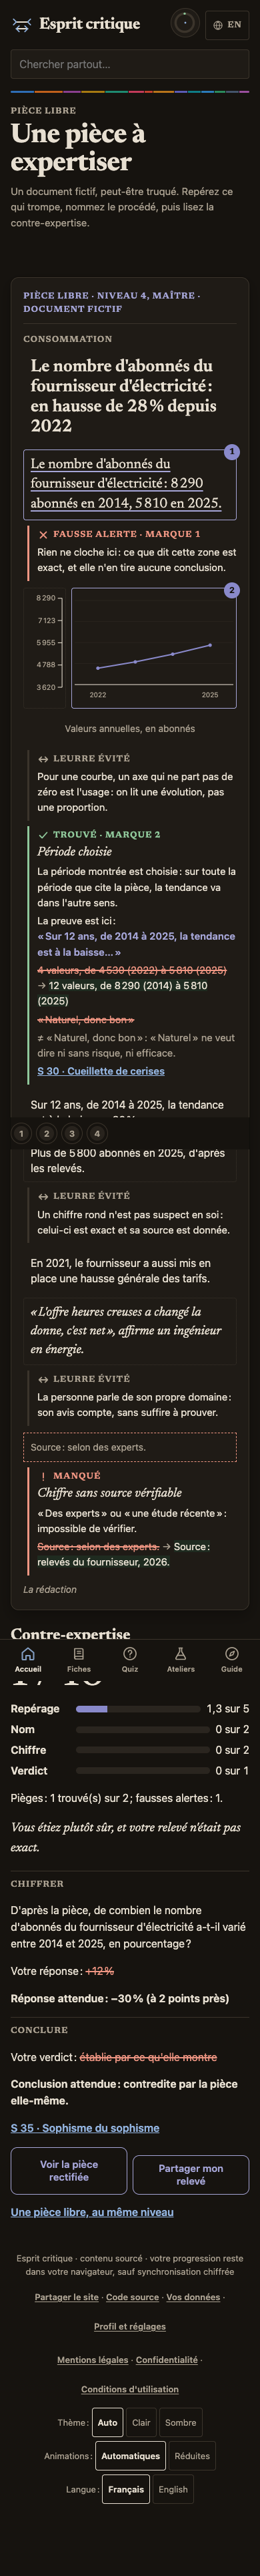 Esprit critique
EN
Chercher partout...
PIÈCE LIBRE
Une pièce à
expertiser
Un document fictif, peut-être truqué. Repérez ce
qui trompe, nommez le procédé, puis lisez la
contre-expertise.
PIÈCE LIBRE · NIVEAU 4, MAÎTRE ·
DOCUMENT FICTIF
CONSOMMATION
Le nombre d'abonnés du
fournisseur d'électricité :
en hausse de 28 % depuis
2022
1
Le nombre d'abonnés du
fournisseur d'électricité : 8 290
abonnés en 2014, 5 810 en 2025.
FAUSSE ALERTE · MARQUE 1
Rien ne cloche ici : ce que dit cette zone est
exact, et elle n'en tire aucune conclusion.
2
8 290
7 123
5 955
4 788
3 620
2022
2025
Valeurs annuelles, en abonnés
LEURRE ÉVITÉ
Pour une courbe, un axe qui ne part pas de
zéro est l'usage : on lit une évolution, pas
une proportion.
TROUVÉ · MARQUE 2
Période choisie
La période montrée est choisie : sur toute la
période que cite la pièce, la tendance va
dans l'autre sens.
La preuve est ici :
« Sur 12 ans, de 2014 à 2025, la tendance
est à la baisse... »
4 valeurs, de 4 530 (2022) à 5 810 (2025)
→ 12 valeurs, de 8 290 (2014) à 5 810
(2025)
« Naturel, donc bon »
≠ « Naturel, donc bon » : « Naturel » ne veut
dire ni sans risque, ni efficace.
S 30 · Cueillette de cerises
Sur 12 ans, de 2014 à 2025, la tendance
1
2
3
4
Plus de 5 800 abonnés en 2025, d'après
les relevés.
LEURRE ÉVITÉ
Un chiffre rond n'est pas suspect en soi :
celui-ci est exact et sa source est donnée.
En 2021, le fournisseur a aussi mis en
place une hausse générale des tarifs.
« L'offre heures creuses a changé la
donne, c'est net », affirme un ingénieur
en énergie.
LEURRE ÉVITÉ
La personne parle de son propre domaine :
son avis compte, sans suffire à prouver.
Source : selon des experts.
MANQUÉ
Chiffre sans source vérifiable
« Des experts » ou « une étude récente » :
impossible de vérifier.
Source : selon des experts. → Source :
relevés du fournisseur, 2026.
La rédaction
Contre-expertise
Accueil
Fiches
Quiz
Ateliers
Guide
Repérage
1,3 sur 5
Nom
0 sur 2
Chiffre
0 sur 2
Verdict
0 sur 1
Pièges : 1 trouvé(s) sur 2 ; fausses alertes : 1.
Vous étiez plutôt sûr, et votre relevé n'était pas
exact.
CHIFFRER
D'après la pièce, de combien le nombre
d'abonnés du fournisseur d'électricité a-t-il varié
entre 2014 et 2025, en pourcentage ?
Votre réponse : +12 %
Réponse attendue : −30 % (à 2 points près)
CONCLURE
Votre verdict : établie par ce qu'elle montre
Conclusion attendue : contredite par la pièce
elle-même.
S 35 · Sophisme du sophisme
Voir la pièce
rectifiée
Partager mon
relevé
Une pièce libre, au même niveau
Esprit critique · contenu sourcé · votre progression reste
dans votre navigateur, sauf synchronisation chiffrée
Partager le site · Code source · Vos données ·
Profil et réglages
Mentions légales · Confidentialité ·
Conditions d'utilisation
Thème :
Auto
Clair
Sombre
Animations :
Automatiques
Réduites
Langue :
Français
English